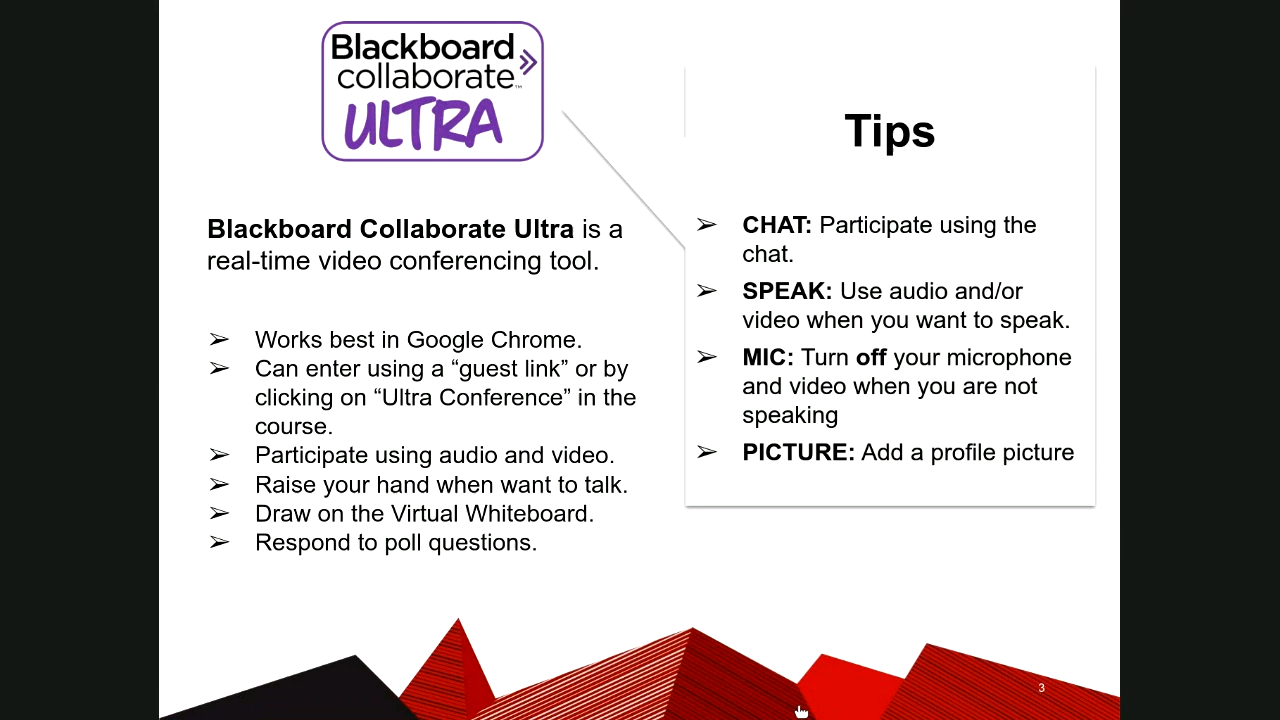 Blackboard
collaborate™
ULTRA
Blackboard Collaborate Ultra is a
real-time video conferencing tool.
➢ Works best in Google Chrome.
➢ Can enter using a “guest link” or by
clicking on “Ultra Conference” in the
course.
➢ Participate using audio and video.
➢ Raise your hand when want to talk.
➢ Draw on the Virtual Whiteboard.
➢ Respond to poll questions.
Tips
➢ CHAT: Participate using the
chat.
➢ SPEAK: Use audio and/or
video when you want to speak.
➢ MIC: Turn off your microphone
and video when you are not
speaking
➢ PICTURE: Add a profile picture
3